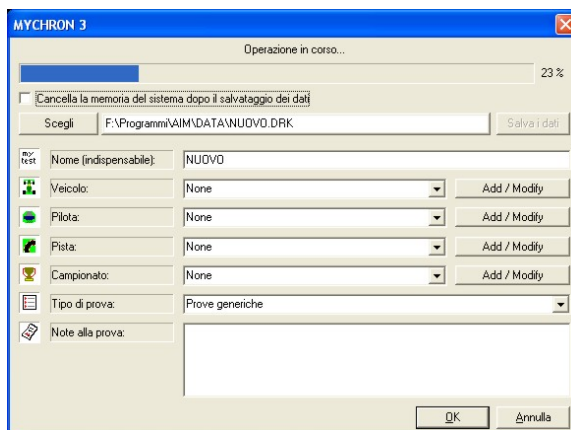 MYCHRON 3
Operazione in corso...
23 %
Cancella la memoria del sistema dopo il salvataggio dei dati
Scegli F:\Programmi\AIM\DATA\NUOVO.DRK Salva i dati
my test Nome (indispensabile): NUOVO
Veicolo: None Add / Modify
Pilota: None Add / Modify
Pista: None Add / Modify
Campionato: None Add / Modify
Tipo di prova: Prove generiche
Note alla prova:
OK Annulla